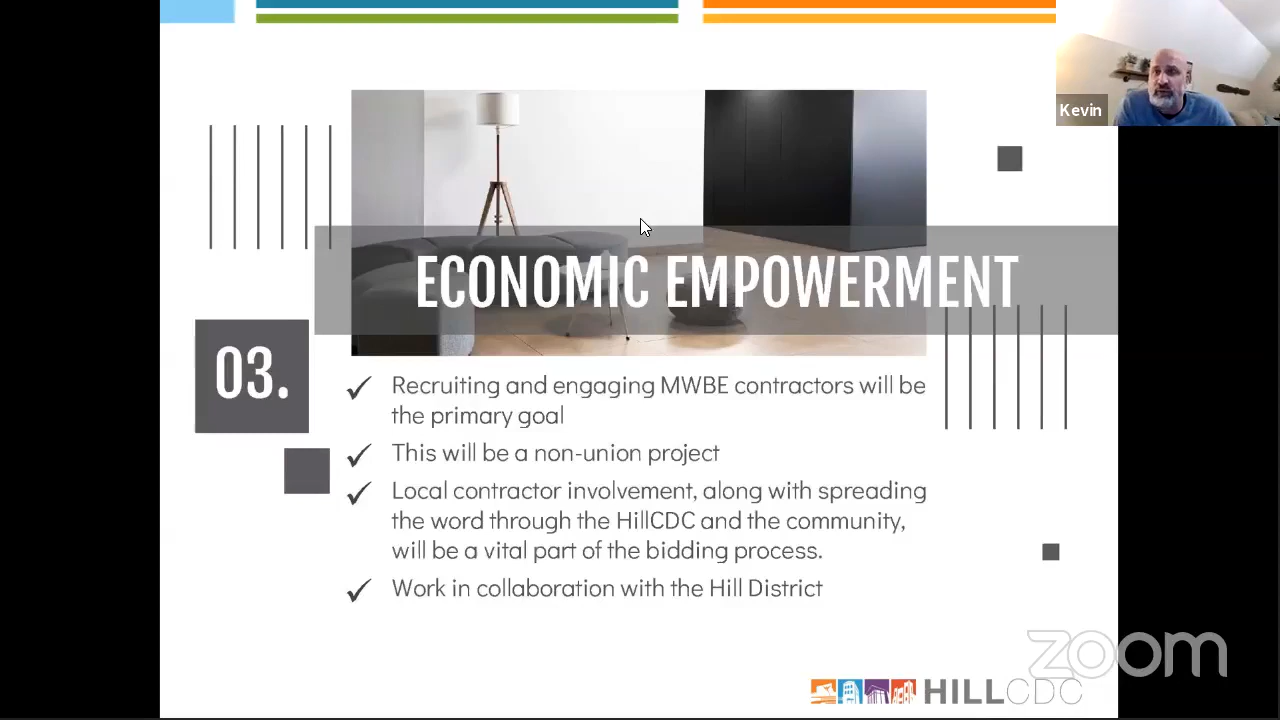 Kevin
ECONOMIC EMPOWERMENT
03.
Recruiting and engaging MWBE contractors will be
the primary goal
This will be a non-union project
Local contractor involvement, along with spreading
the word through the HillCDC and the community,
will be a vital part of the bidding process.
Work in collaboration with the Hill District
zoom
HILLCDC